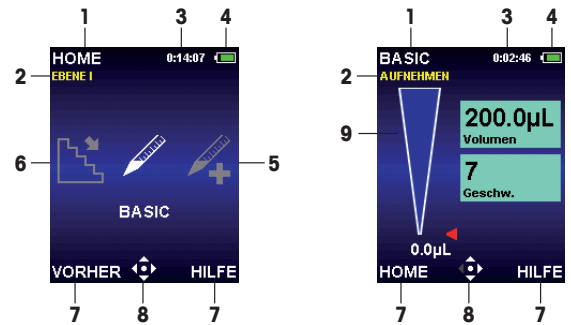 1 3 4
HOME 0:14:07
2 EBENE I
6 5
BASIC
VORHER HILFE
7 8 7
1 3 4
BASIC 0:02:46
2 AUFNEHMEN
9 200.0µL
Volumen
7
Geschw.
0.0µL
HOME HILFE
7 8 7